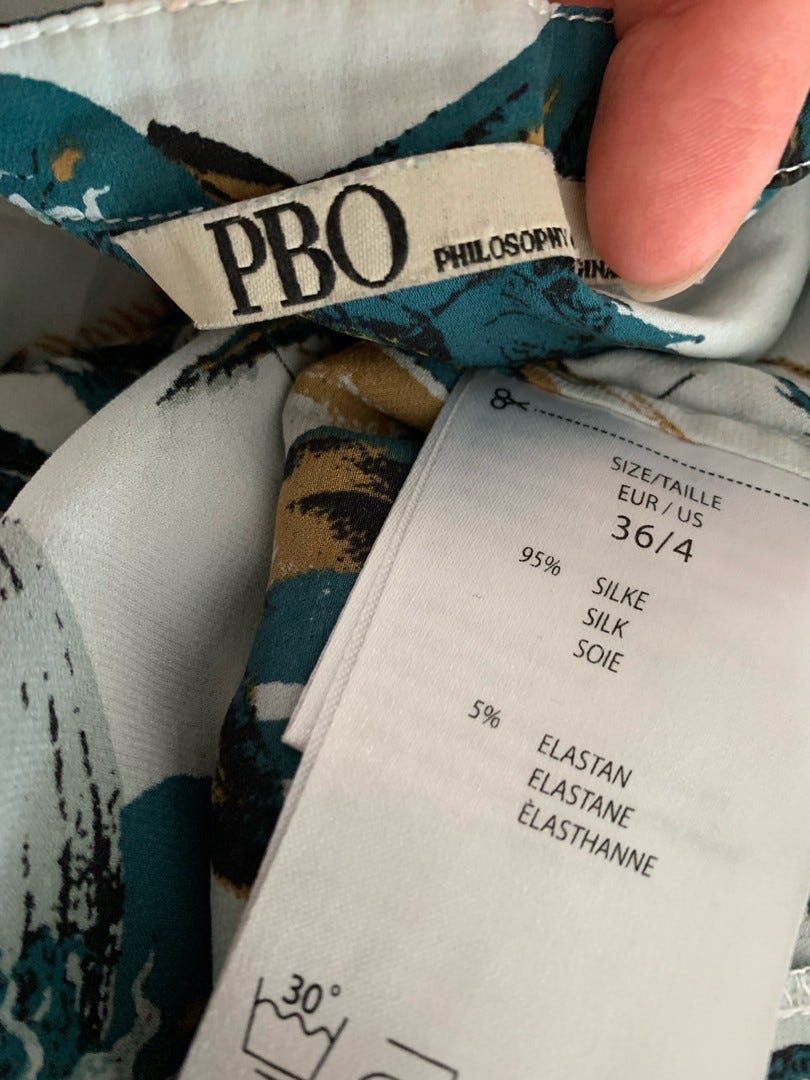 PBO PHILOSOPHY
SIZE/TAILLE
EUR / US
36/4
95% SILKE
SILK
SOIE
5% ELASTAN
ELASTANE
ÈLASTHANNE
30°